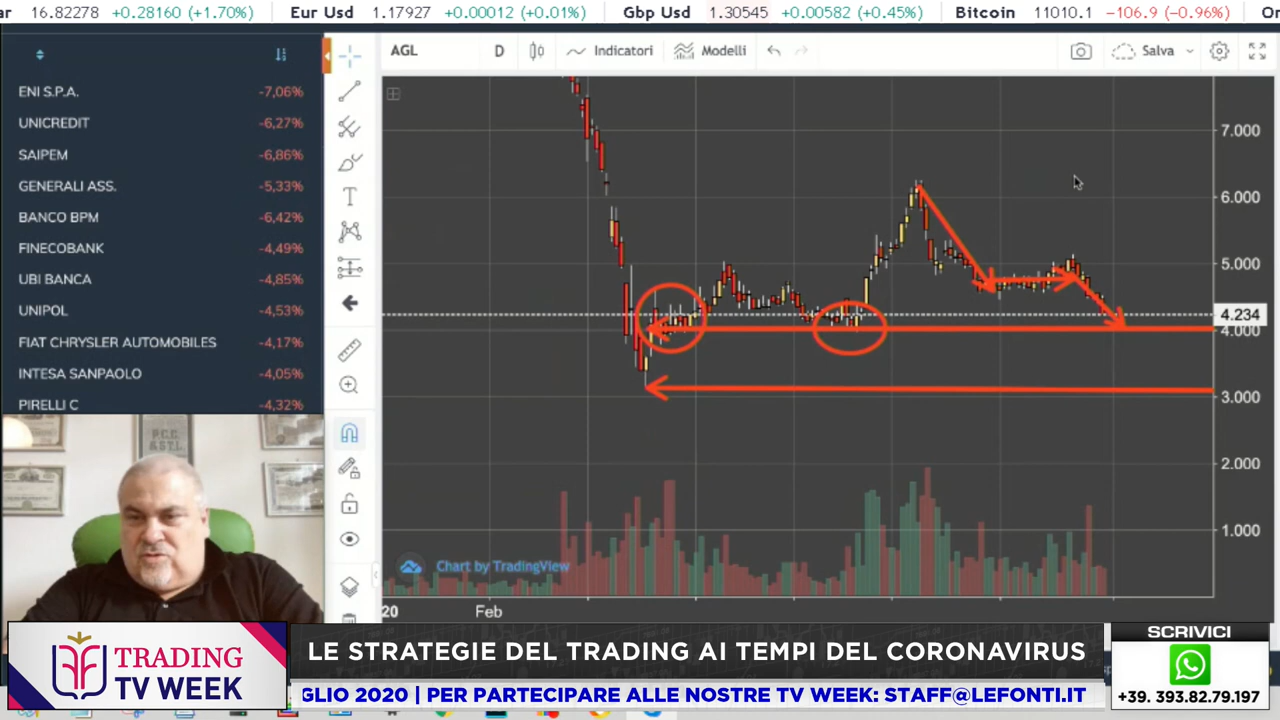 ar 16.82278 +0.28160 (+1.70%) Eur Usd 1.17927 +0.00012 (+0.01%) Gbp Usd 1.30545 +0.00582 (+0.45%) Bitcoin 11010.1 −106.9 (−0.96%) Or
AGL D Indicatori Modelli Salva
ENI S.P.A. -7,06%
UNICREDIT -6,27%
SAIPEM -6,86%
GENERALI ASS. -5,33%
BANCO BPM -6,42%
FINECOBANK -4,49%
UBI BANCA -4,85%
UNIPOL -4,53%
FIAT CHRYSLER AUTOMOBILES -4,17%
INTESA SANPAOLO -4,05%
PIRELLI C -4,32%
7.000
6.000
5.000
4.234
4.000
3.000
2.000
1.000
Chart by TradingView
20 Feb
TRADING
TV WEEK
LE STRATEGIE DEL TRADING AI TEMPI DEL CORONAVIRUS
GLIO 2020 | PER PARTECIPARE ALLE NOSTRE TV WEEK: STAFF@LEFONTI.IT
SCRIVICI
+39. 393.82.79.197